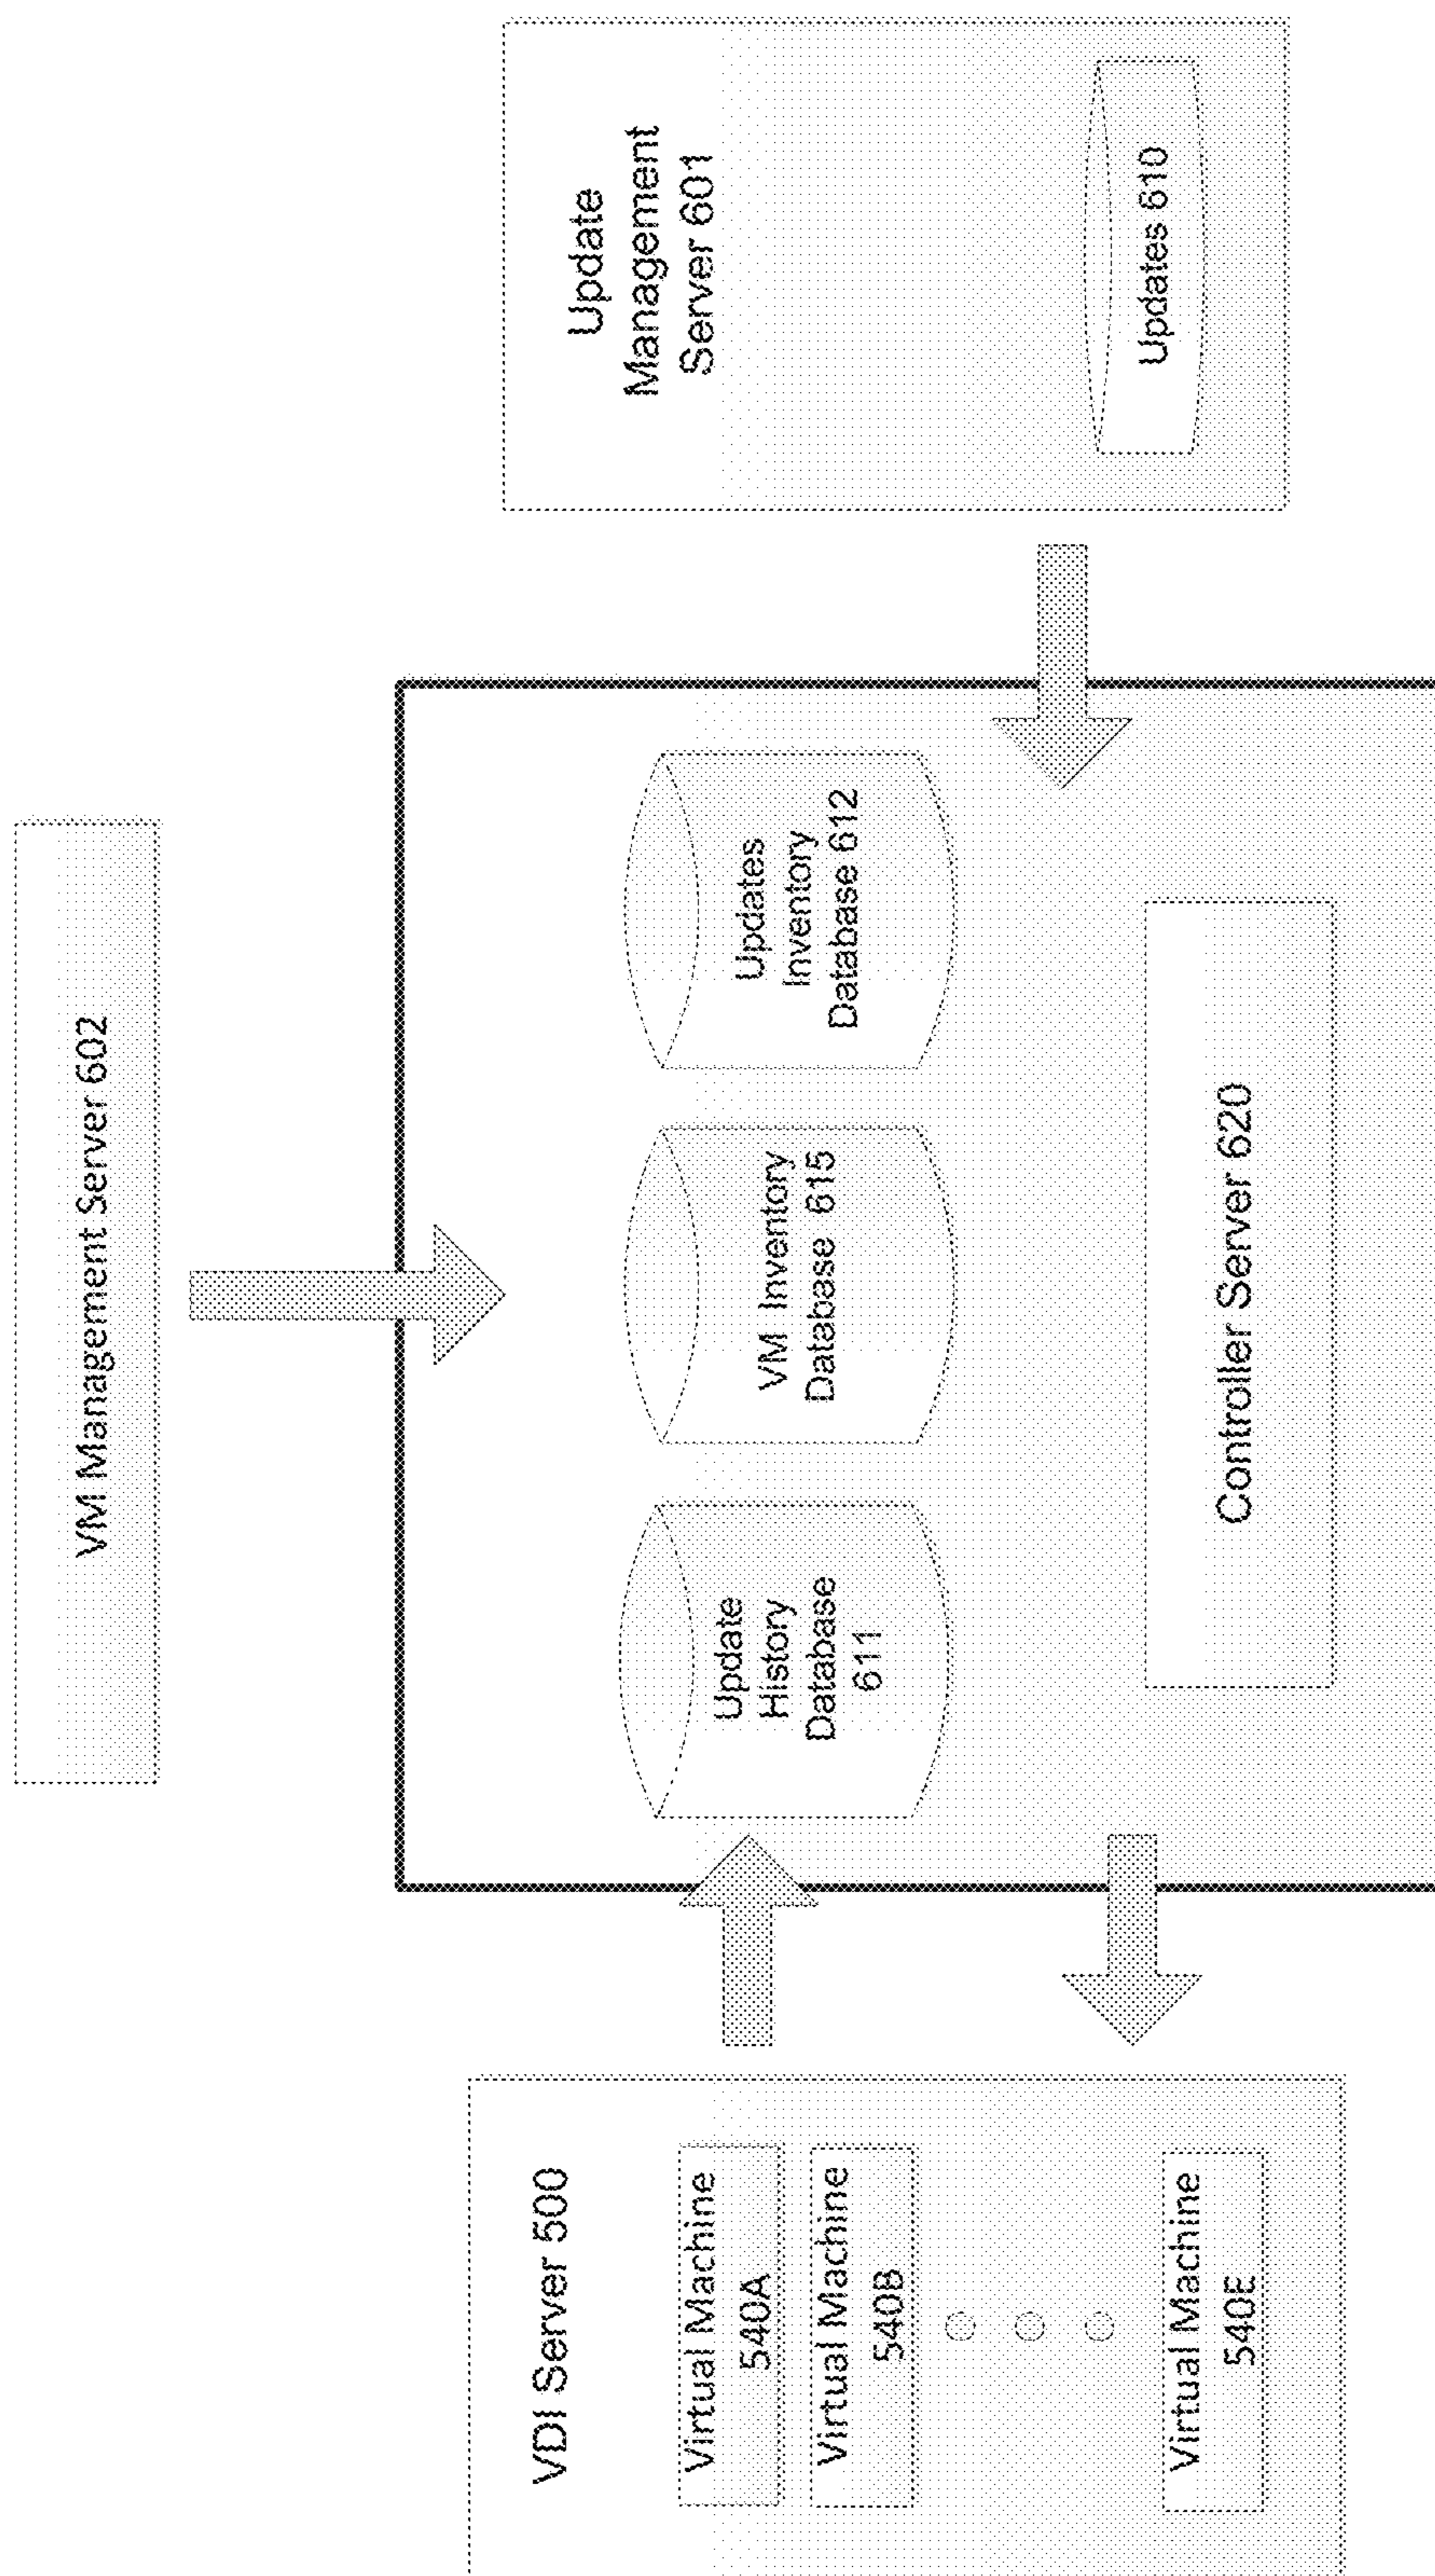 VM Management Server 602
VDI Server 500
Virtual Machine
540A
Virtual Machine
540B
Virtual Machine
540E
Update
History
Database
611
VM Inventory
Database 615
Updates
Inventory
Database 612
Controller Server 620
Update
Management
Server 601
Updates 610